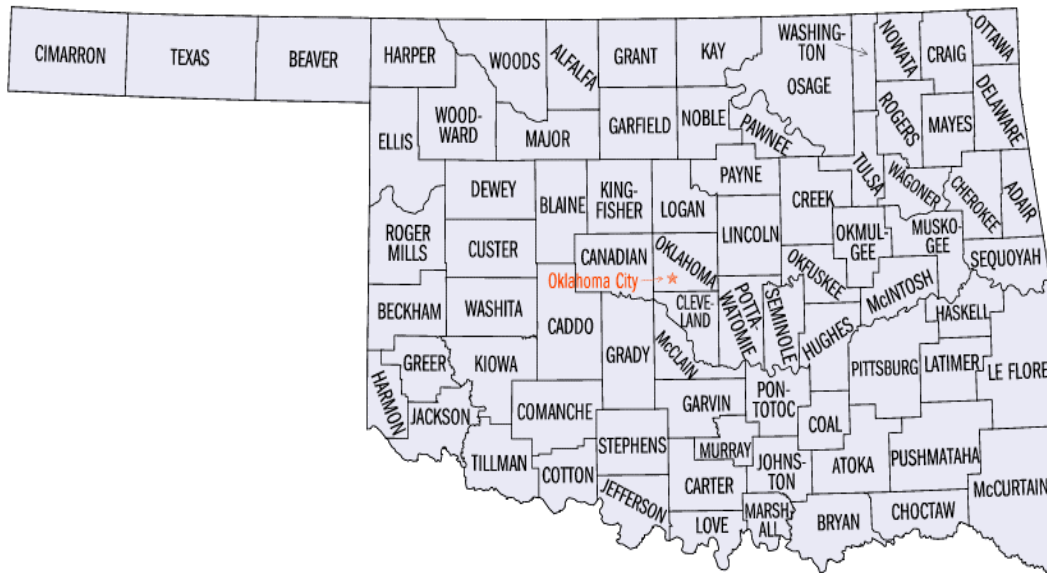 CIMARRON
TEXAS
BEAVER
HARPER
WOODS
ALFALFA
GRANT
KAY
WASHING-
TON
OSAGE
NOWATA
CRAIG
OTTAWA
ELLIS
WOOD-
WARD
MAJOR
GARFIELD
NOBLE
PAWNEE
ROGERS
MAYES
DELAWARE
DEWEY
BLAINE
KING-
FISHER
LOGAN
PAYNE
CREEK
TULSA
WAGONER
CHEROKEE
ADAIR
ROGER
MILLS
CUSTER
CANADIAN
OKLAHOMA
LINCOLN
OKFUSKEE
OKMUL-
GEE
MUSKO-
GEE
SEQUOYAH
Oklahoma City
BECKHAM
WASHITA
CADDO
GRADY
CLEVE-
LAND
McCLAIN
POTTA-
WATOMIE
SEMINOLE
HUGHES
McINTOSH
HASKELL
GREER
KIOWA
PITTSBURG
LATIMER
LE FLORE
HARMON
JACKSON
COMANCHE
GARVIN
PON-
TOTOC
COAL
TILLMAN
COTTON
STEPHENS
MURRAY
JOHNS-
TON
ATOKA
PUSHMATAHA
McCURTAIN
JEFFERSON
CARTER
LOVE
MARSH
ALL
BRYAN
CHOCTAW